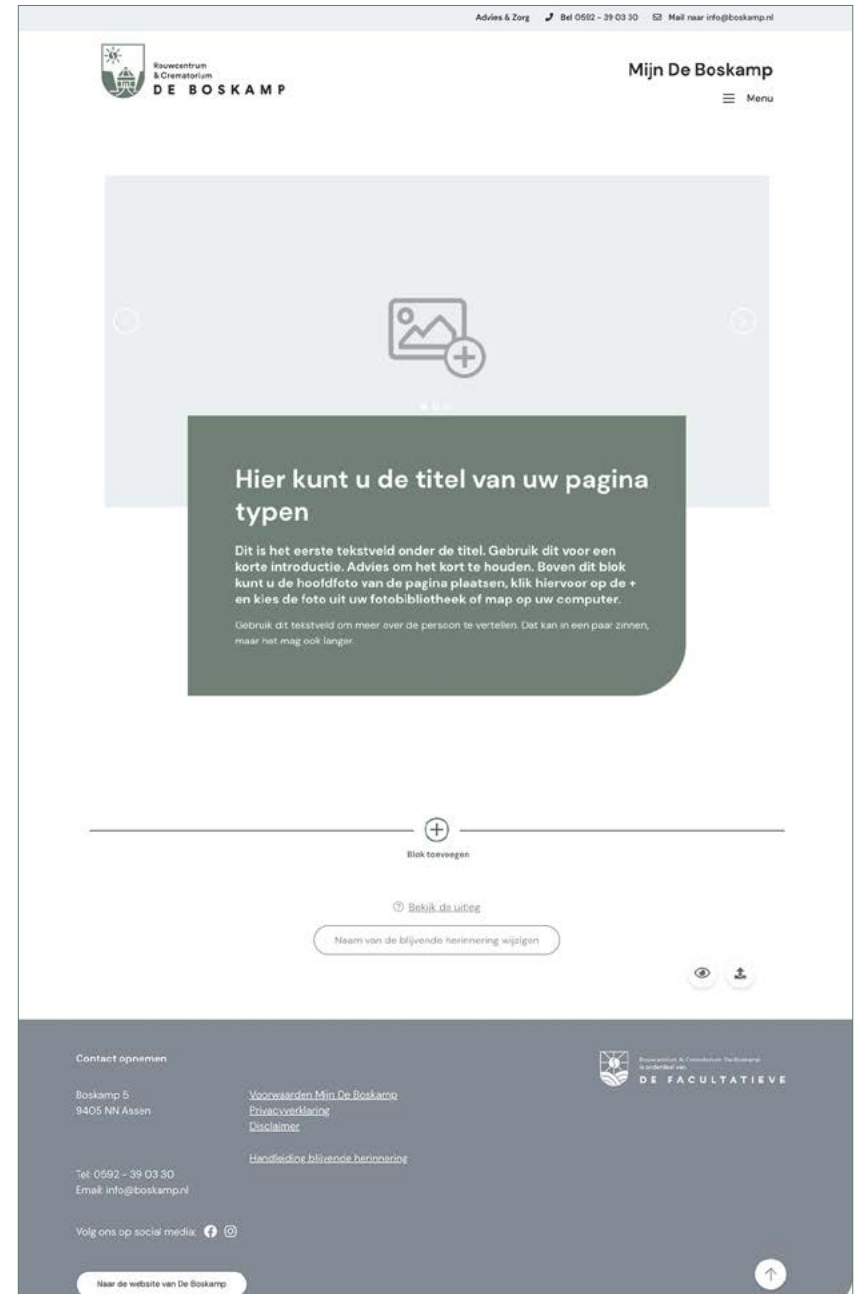 Advies & Zorg Bel 0592 - 39 03 30 Mail naar info@boskamp.nl
Rouwcentrum
& Crematorium
DE BOSKAMP
Mijn De Boskamp
Menu
Hier kunt u de titel van uw pagina
typen
Dit is het eerste tekstveld onder de titel. Gebruik dit voor een
korte introductie. Advies om het kort te houden. Boven dit blok
kunt u de hoofdfoto van de pagina plaatsen, klik hiervoor op de +
en kies de foto uit uw fotobibliotheek of map op uw computer.
Gebruik dit tekstveld om meer over de persoon te vertellen. Dat kan in een paar zinnen,
maar het mag ook langer.
Blok toevoegen
Bekijk de uitleg
Naam van de blijvende herinnering wijzigen
Contact opnemen
Boskamp 5
9405 NN Assen
Tel: 0592 - 39 03 30
Email: info@boskamp.nl
Volg ons op social media:
Naar de website van De Boskamp
Voorwaarden Mijn De Boskamp
Privacyverklaring
Disclaimer
Handleiding blijvende herinnering
Rouwcentrum & Crematorium De Boskamp
is onderdeel van
DE FACULTATIEVE